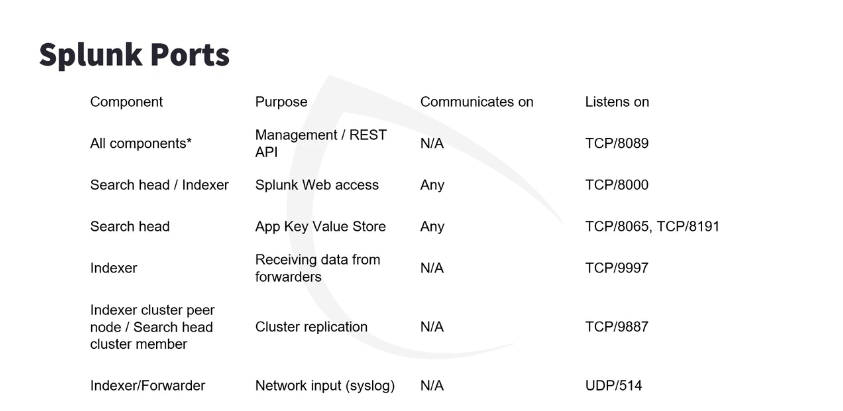 Splunk Ports
Component Purpose Communicates on Listens on
All components* Management / REST API N/A TCP/8089
Search head / Indexer Splunk Web access Any TCP/8000
Search head App Key Value Store Any TCP/8065, TCP/8191
Indexer Receiving data from forwarders N/A TCP/9997
Indexer cluster peer node / Search head cluster member Cluster replication N/A TCP/9887
Indexer/Forwarder Network input (syslog) N/A UDP/514